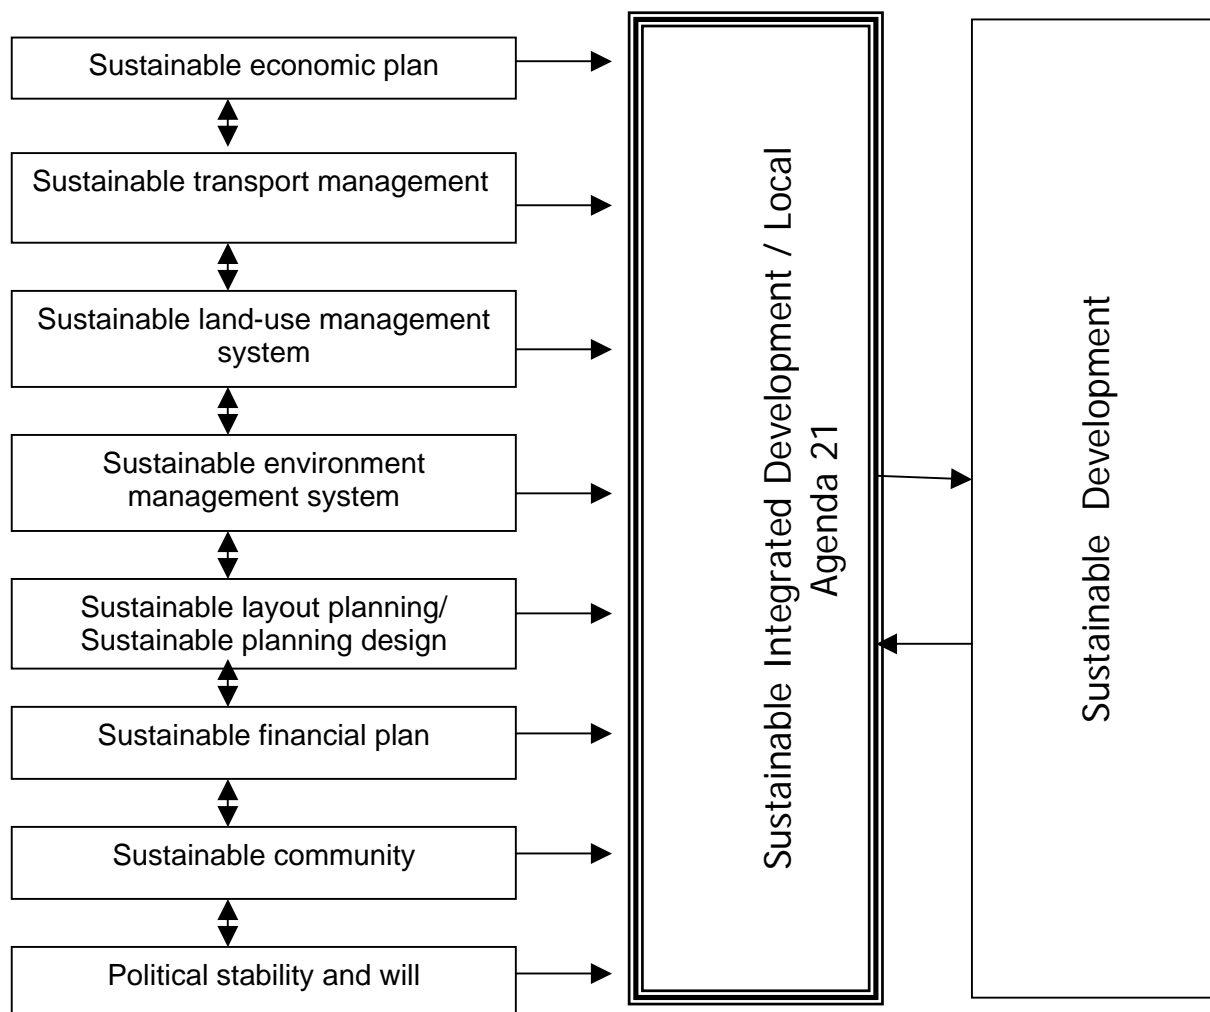 Sustainable economic plan
Sustainable transport management
Sustainable land-use management
system
Sustainable environment
management system
Sustainable layout planning/
Sustainable planning design
Sustainable financial plan
Sustainable community
Political stability and will
Sustainable Integrated Development / Local
Agenda 21
Sustainable Development